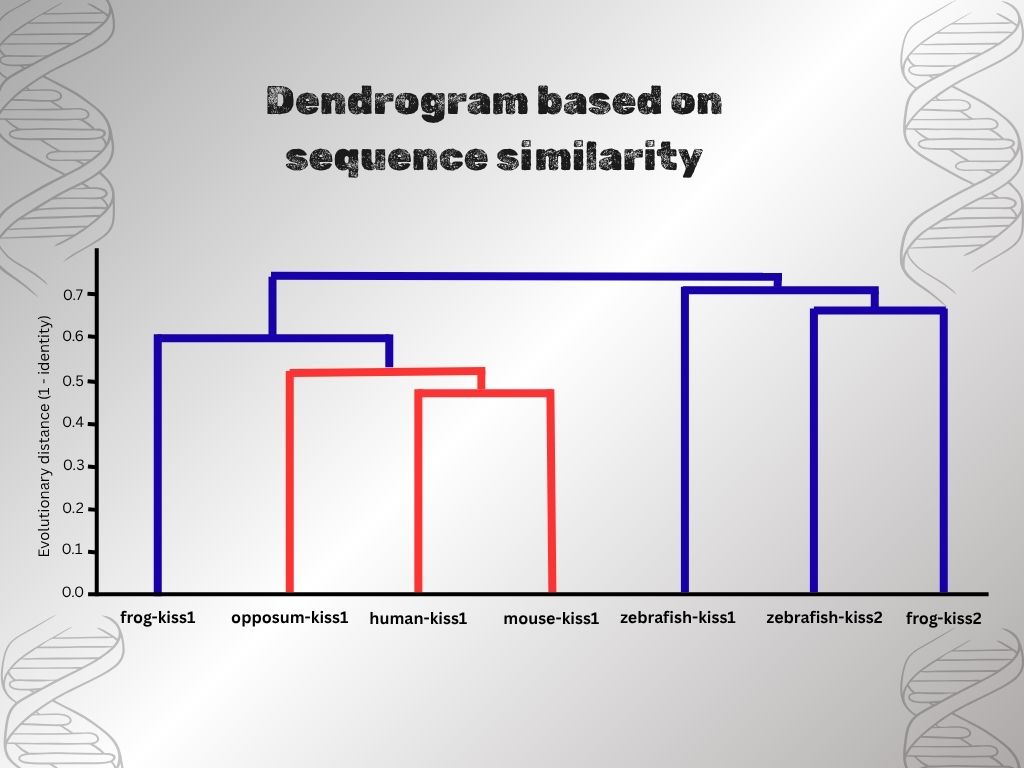 Dendrogram based on
sequence similarity
Evolutionary distance (1 - identity)
0.7
0.6
0.5
0.4
0.3
0.2
0.1
0.0
frog-kiss1 opposum-kiss1 human-kiss1 mouse-kiss1 zebrafish-kiss1 zebrafish-kiss2 frog-kiss2